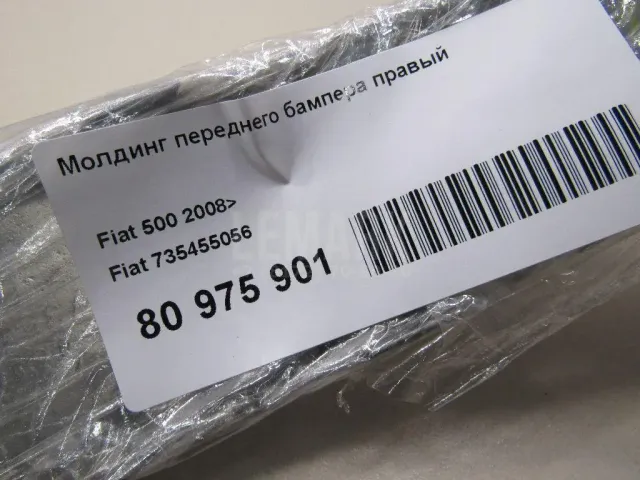 Молдинг переднего бампера правый
Fiat 500 2008>
Fiat 735455056
80 975 901